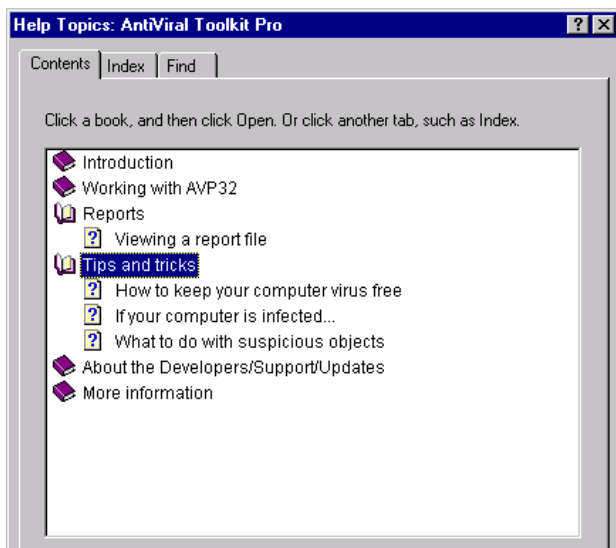 Help Topics: AntiViral Toolkit Pro
Contents Index Find
Click a book, and then click Open. Or click another tab, such as Index.
Introduction
Working with AVP32
Reports
Viewing a report file
Tips and tricks
How to keep your computer virus free
If your computer is infected...
What to do with suspicious objects
About the Developers/Support/Updates
More information